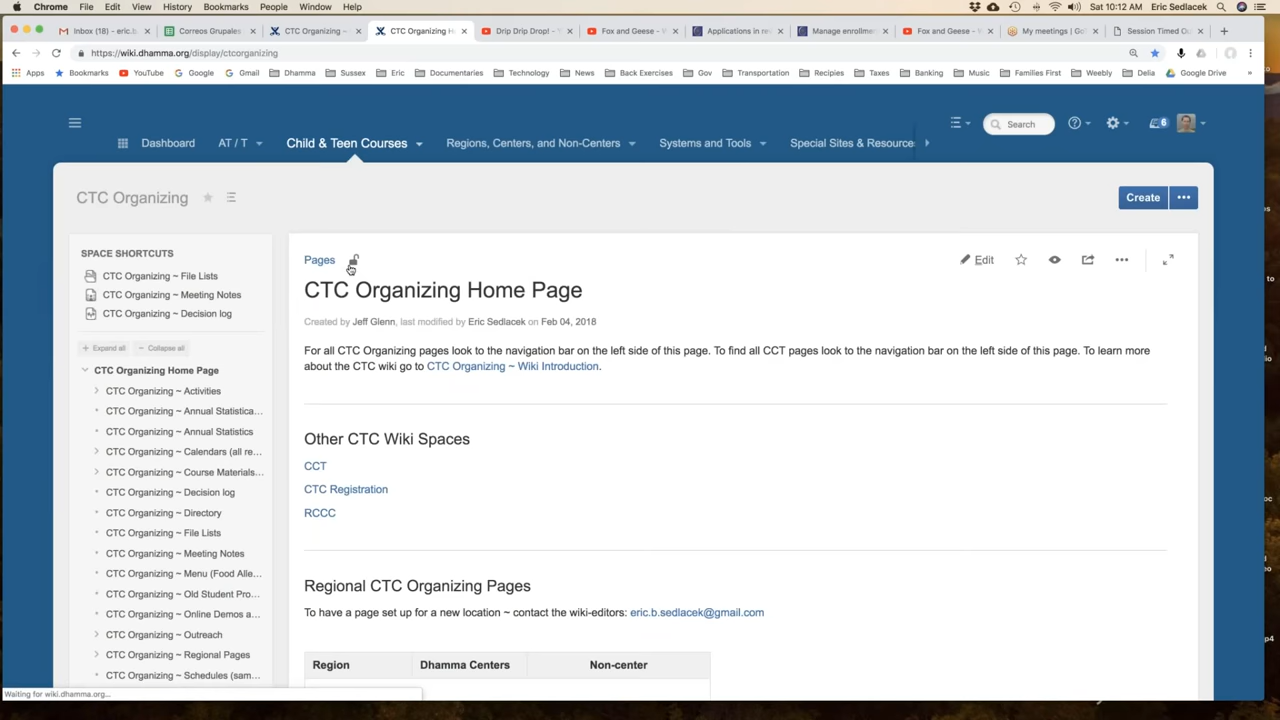 Chrome File Edit View History Bookmarks People Window Help Sat 10:12 AM Eric Sedlacek
Inbox (18) - eric.b Correos Grupales CTC Organizing - CTC Organizing H Drip Drip Drop! - Y Fox and Geese - W Applications in re Manage enrollme Fox and Geese - My meetings | Go Session Timed Ou
https://wiki.dhamma.org/display/ctcorganizing
Apps Bookmarks YouTube Google Gmail Dhamma Sussex Eric Documentaries Technology News Back Exercises Gov Transportation Recipies Taxes Banking Music Families First Weebly Delia Google Drive »
Search 6
Dashboard AT / T Child & Teen Courses Regions, Centers, and Non-Centers Systems and Tools Special Sites & Resource
CTC Organizing Create
SPACE SHORTCUTS
CTC Organizing ~ File Lists
CTC Organizing ~ Meeting Notes
CTC Organizing ~ Decision log
Expand all Collapse all
CTC Organizing Home Page
CTC Organizing ~ Activities
CTC Organizing ~ Annual Statistica...
CTC Organizing ~ Annual Statistics
CTC Organizing ~ Calendars (all re...
CTC Organizing ~ Course Materials...
CTC Organizing ~ Decision log
CTC Organizing ~ Directory
CTC Organizing ~ File Lists
CTC Organizing ~ Meeting Notes
CTC Organizing ~ Menu (Food Alle...
CTC Organizing ~ Old Student Pro...
CTC Organizing ~ Online Demos a...
CTC Organizing ~ Outreach
CTC Organizing ~ Regional Pages
CTC Organizing ~ Schedules (sam...
Pages Edit
CTC Organizing Home Page
Created by Jeff Glenn, last modified by Eric Sedlacek on Feb 04, 2018
For all CTC Organizing pages look to the navigation bar on the left side of this page. To find all CCT pages look to the navigation bar on the left side of this page. To learn more
about the CTC wiki go to CTC Organizing ~ Wiki Introduction.
Other CTC Wiki Spaces
CCT
CTC Registration
RCCC
Regional CTC Organizing Pages
To have a page set up for a new location ~ contact the wiki-editors: eric.b.sedlacek@gmail.com
Region Dhamma Centers Non-center
Waiting for wiki.dhamma.org...